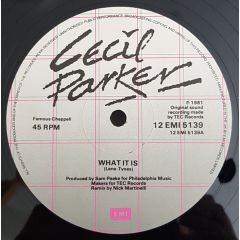 Cecil
Parker
Famous Chappell
45 RPM
℗ 1981
Original sound
recording made
by TEC Records
12 EMI 5139
12 EMI 5139A
WHAT IT IS
(Lane-Tynes)
Produced by Sam Peake for Philadelphia Music
Makers for TEC Records
Remix by Nick Martinelli
EMI